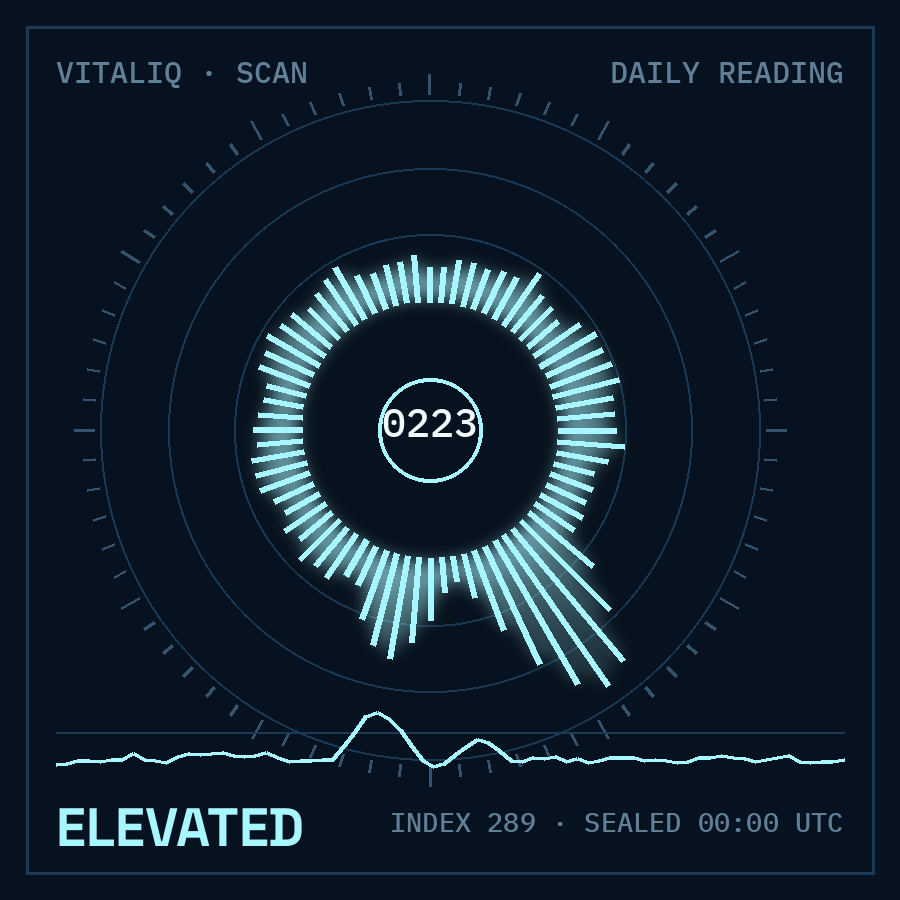 VITALIQ · SCAN
DAILY READING
0223
ELEVATED
INDEX 289 · SEALED 00:00 UTC